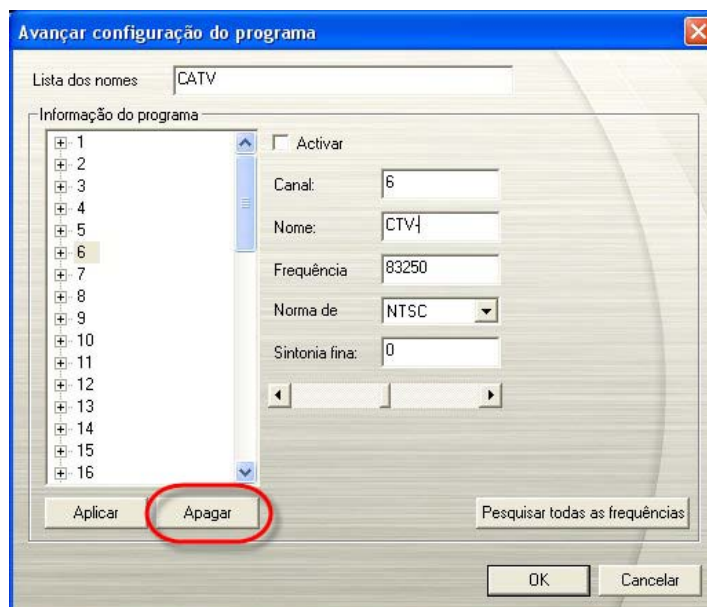 Avançar configuração do programa
Lista dos nomes CATV
Informação do programa
1
2
3
4
5
6
7
8
9
10
11
12
13
14
15
16
Activar
Canal: 6
Nome: CTV-
Frequência 83250
Norma de NTSC
Sintonia fina: 0
Aplicar Apagar Pesquisar todas as frequências
OK Cancelar